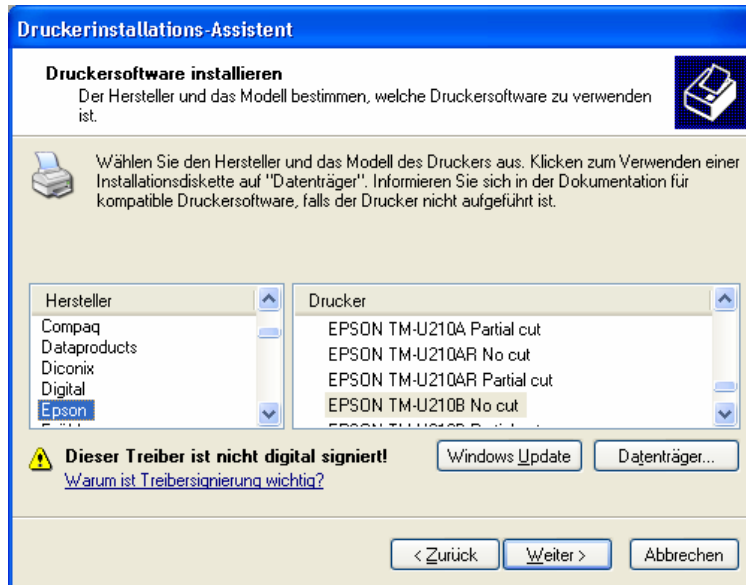 Druckerinstallations-Assistent
Druckersoftware installieren
Der Hersteller und das Modell bestimmen, welche Druckersoftware zu verwenden
ist.
Wählen Sie den Hersteller und das Modell des Druckers aus. Klicken zum Verwenden einer
Installationsdiskette auf "Datenträger". Informieren Sie sich in der Dokumentation für
kompatible Druckersoftware, falls der Drucker nicht aufgeführt ist.
Hersteller
Compaq
Dataproducts
Diconix
Digital
Epson
Drucker
EPSON TM-U210A Partial cut
EPSON TM-U210AR No cut
EPSON TM-U210AR Partial cut
EPSON TM-U210B No cut
Dieser Treiber ist nicht digital signiert!
Warum ist Treibersignierung wichtig?
Windows Update
Datenträger...
< Zurück
Weiter >
Abbrechen